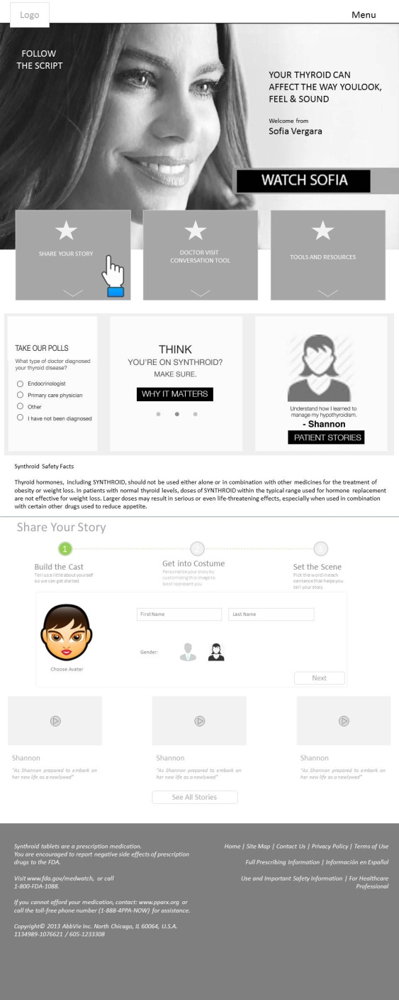 Logo
Menu
FOLLOW
THE SCRIPT
YOUR THYROID CAN
AFFECT THE WAY YOULOOK,
FEEL & SOUND
Welcome from
Sofia Vergara
WATCH SOFIA
SHARE YOUR STORY
DOCTOR VISIT
CONVERSATION TOOL
TOOLS AND RESOURCES
TAKE OUR POLLS
What type of doctor diagnosed
your thyroid disease?
Endocrinologist
Primary care physician
Other
I have not been diagnosed
THINK
YOU'RE ON SYNTHROID?
MAKE SURE.
WHY IT MATTERS
Understand how I learned to
manage my hypothyroidism.
- Shannon
PATIENT STORIES
Synthroid Safety Facts
Thyroid hormones, including SYNTHROID, should not be used either alone or in combination with other medicines for the treatment of
obesity or weight loss. In patients with normal thyroid levels, doses of SYNTHROID within the typical range used for hormone replacement
are not effective for weight loss. Larger doses may result in serious or even life-threatening effects, especially when used in combination
with certain other drugs used to reduce appetite.
Share Your Story
1
2
3
Build the Cast
Tell us a little about yourself
so we can get started.
Get into Costume
Personalize your story by
customizing this image to
best represent you.
Set the Scene
Pick the word in each
sentence that helps you
tell your story.
First Name
Last Name
Gender:
Choose Avatar
Next
Shannon
"As Shannon prepared to embark on
her new life as a newlywed"
Shannon
"As Shannon prepared to embark on
her new life as a newlywed"
Shannon
"As Shannon prepared to embark on
her new life as a newlywed"
See All Stories
Synthroid tablets are a prescription medication.
You are encouraged to report negative side effects of prescription
drugs to the FDA.
Visit www.fda.gov/medwatch, or call
1-800-FDA-1088.
If you cannot afford your medication, contact: www.pparx.org or
call the toll-free phone number (1-888-4PPA-NOW) for assistance.
Copyright© 2013 AbbVie Inc. North Chicago, IL 60064, U.S.A.
1134989-1076621 / 605-1233308
Home | Site Map | Contact Us | Privacy Policy | Terms of Use
Full Prescribing Information | Información en Español
Use and Important Safety Information | For Healthcare
Professional